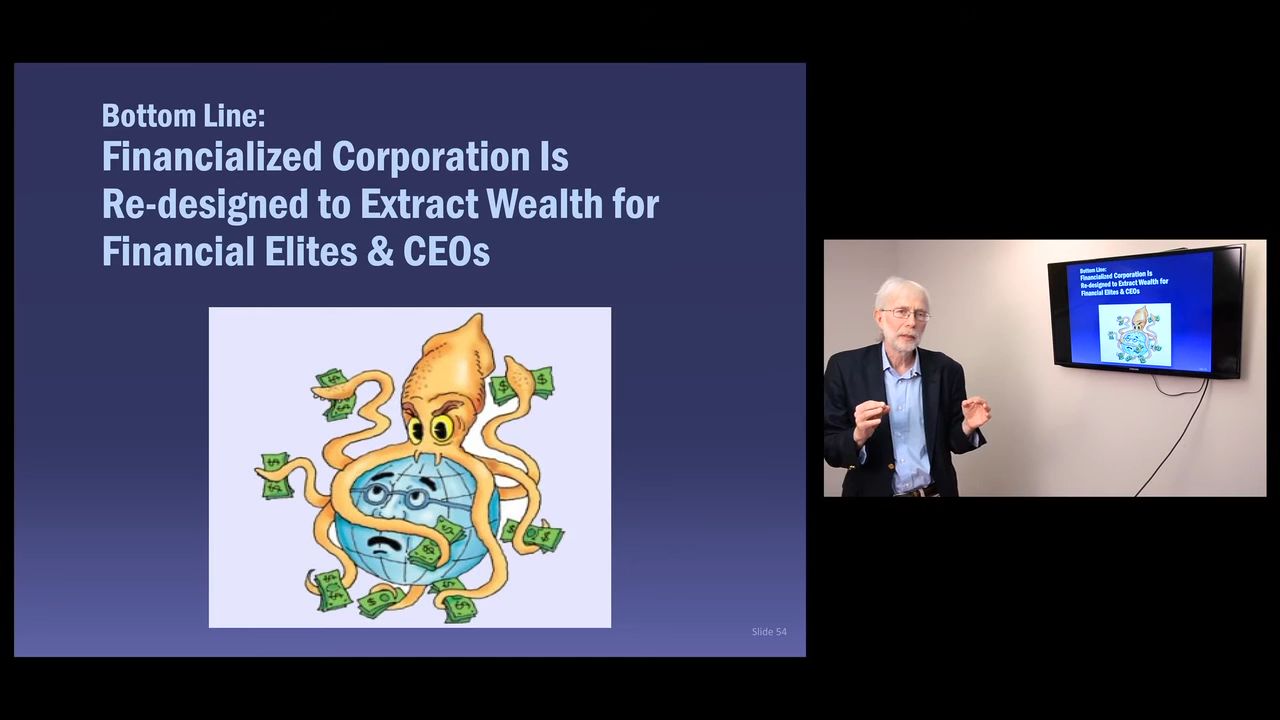 Bottom Line:
Financialized Corporation Is
Re-designed to Extract Wealth for
Financial Elites & CEOs
Slide 54
Bottom Line:
Financialized Corporation Is
Re-designed to Extract Wealth for
Financial Elites & CEOs